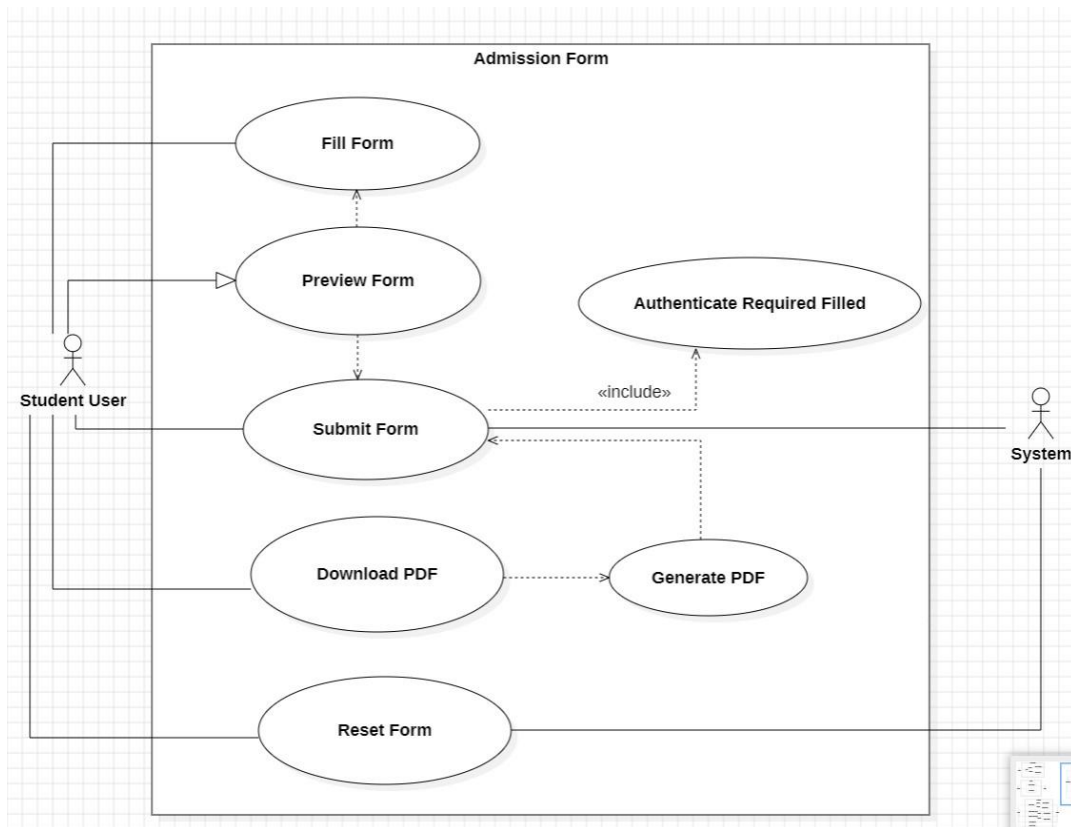 Admission Form
Fill Form
Preview Form
Authenticate Required Filled
«include»
Student User
Submit Form
System
Download PDF
Generate PDF
Reset Form